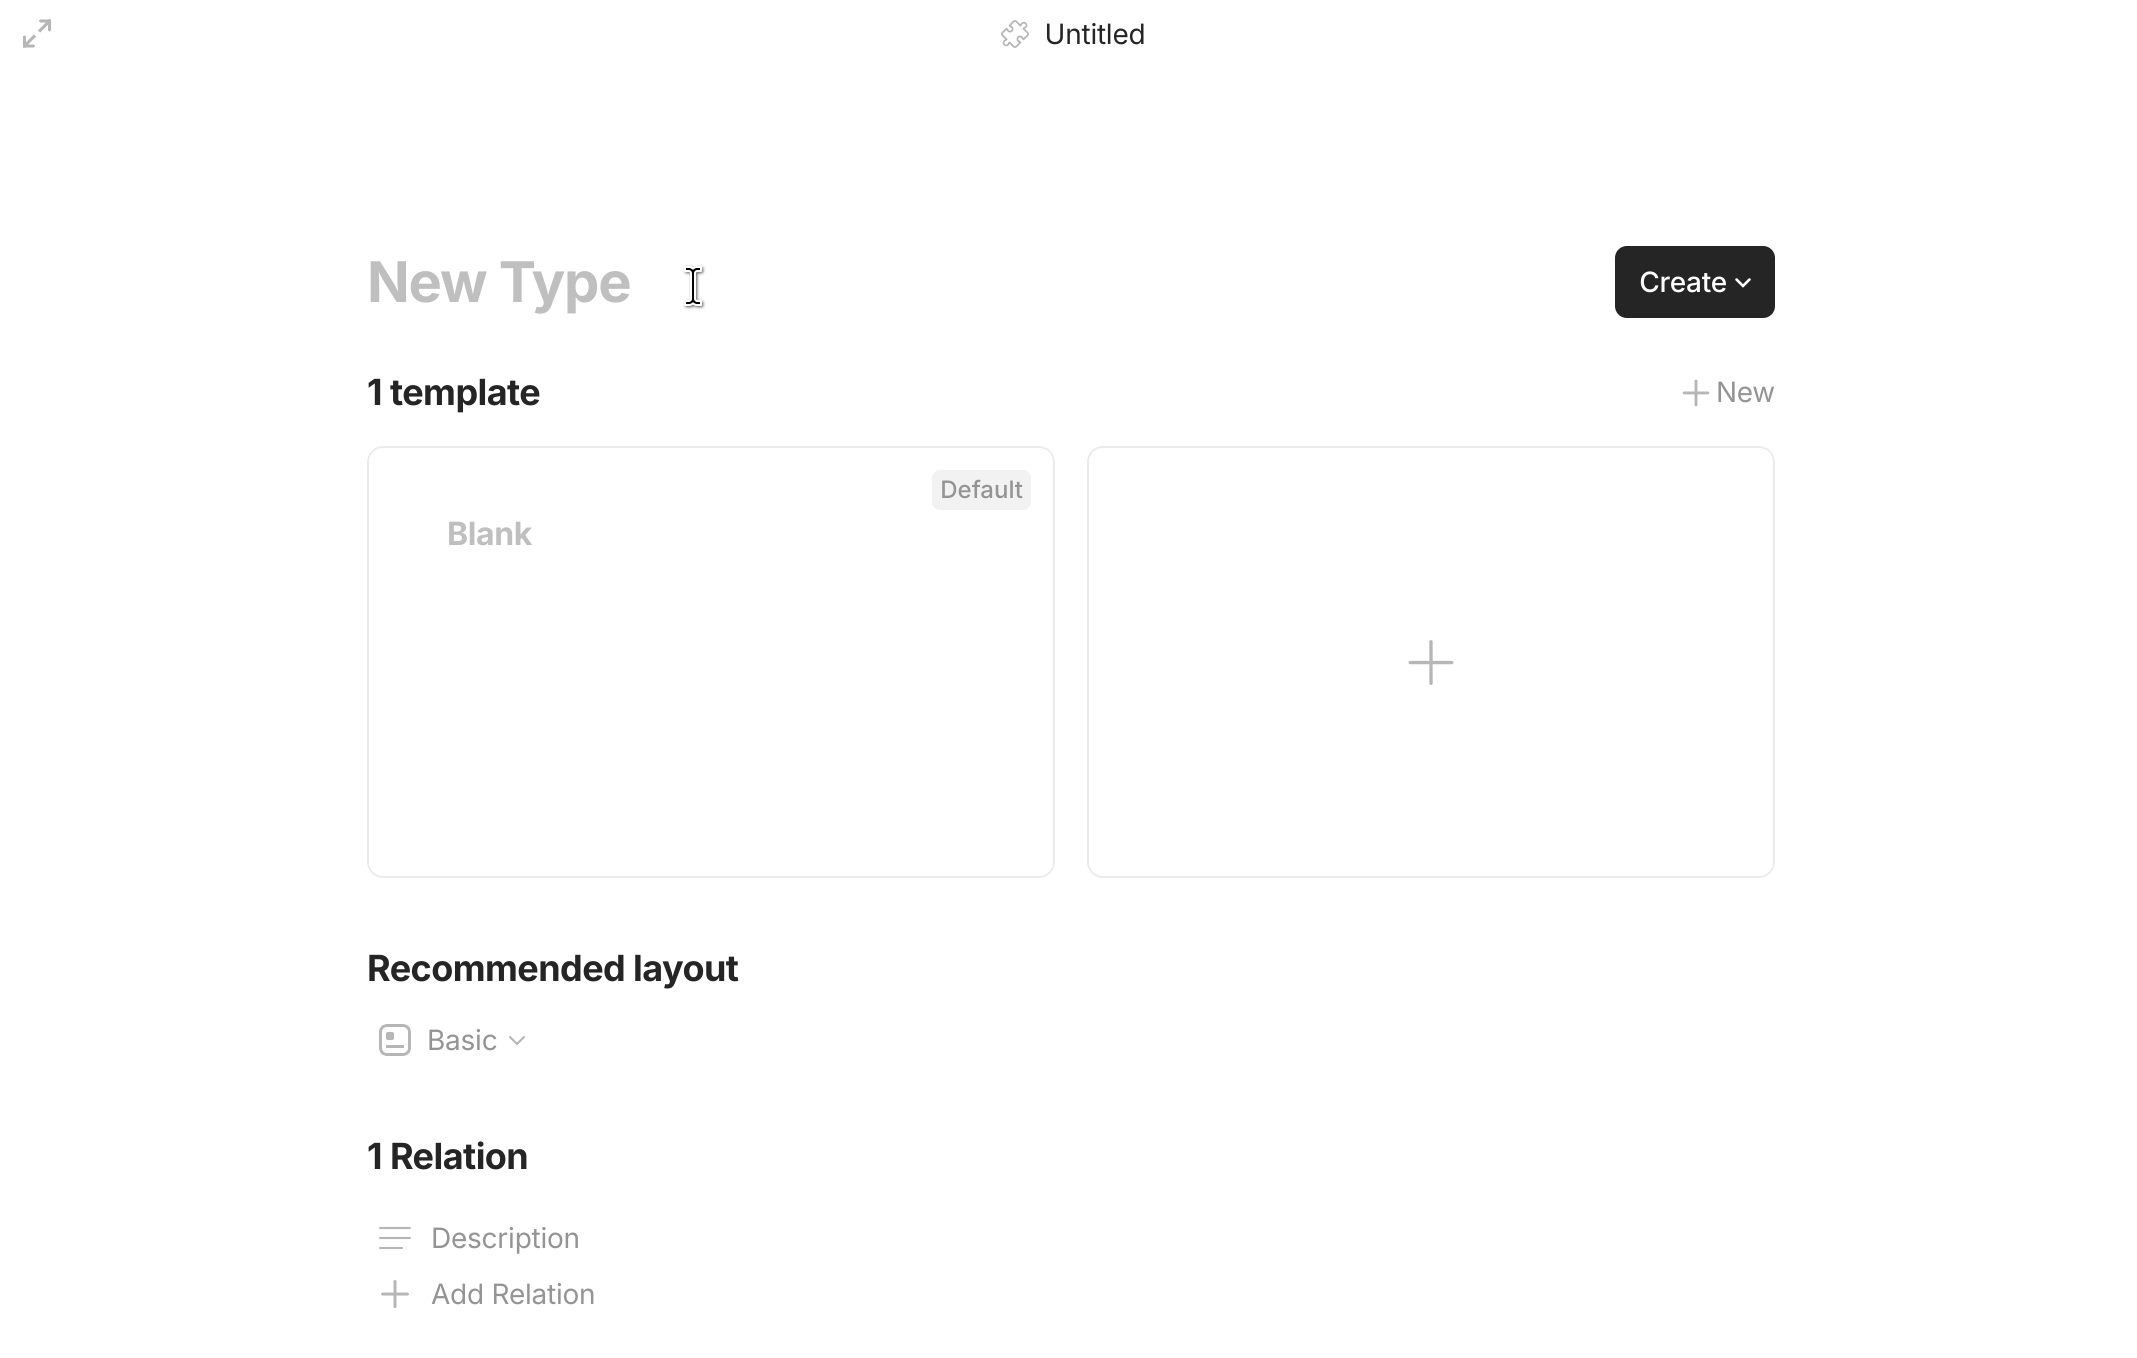 Untitled
New Type
Create
1 template
New
Default
Blank
Recommended layout
Basic
1 Relation
Description
Add Relation